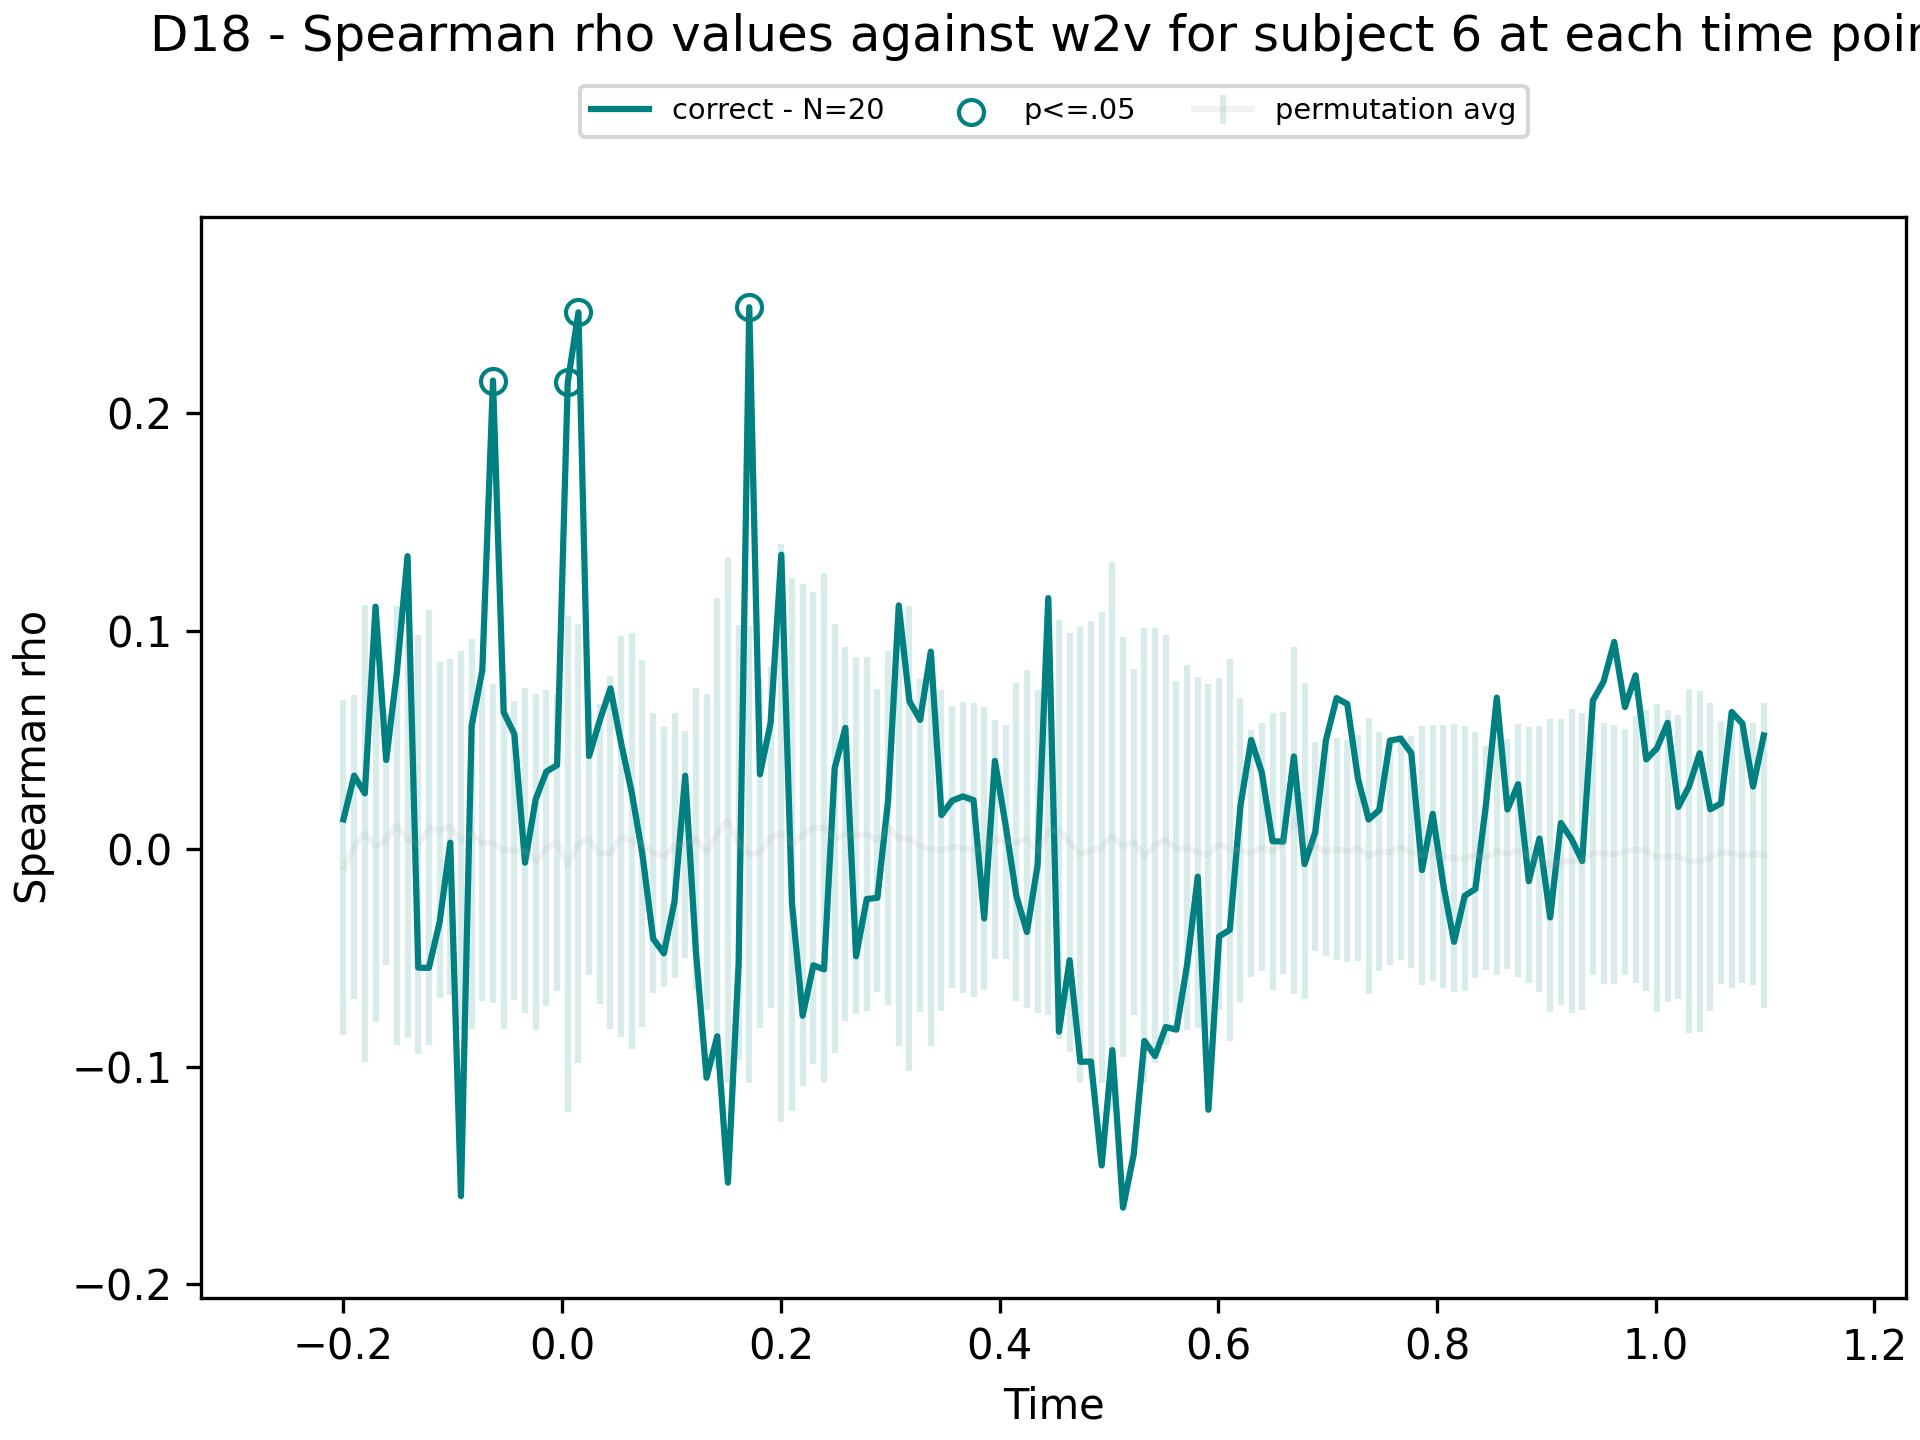 D18 - Spearman rho values against w2v for subject 6 at each time
correct - N=20 p<=.05 permutation avg
Spearman rho
0.2
0.1
0.0
−0.1
−0.2
−0.2 0.0 0.2 0.4 0.6 0.8 1.0 1.2
Time